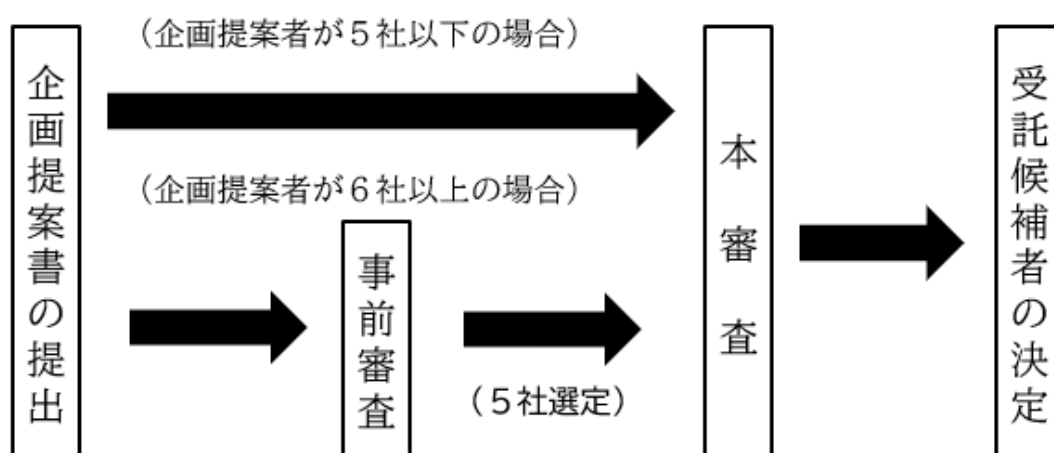 企画提案書の提出
（企画提案者が５社以下の場合）
（企画提案者が６社以上の場合）
事前審査
（５社選定）
本審査
受託候補者の決定